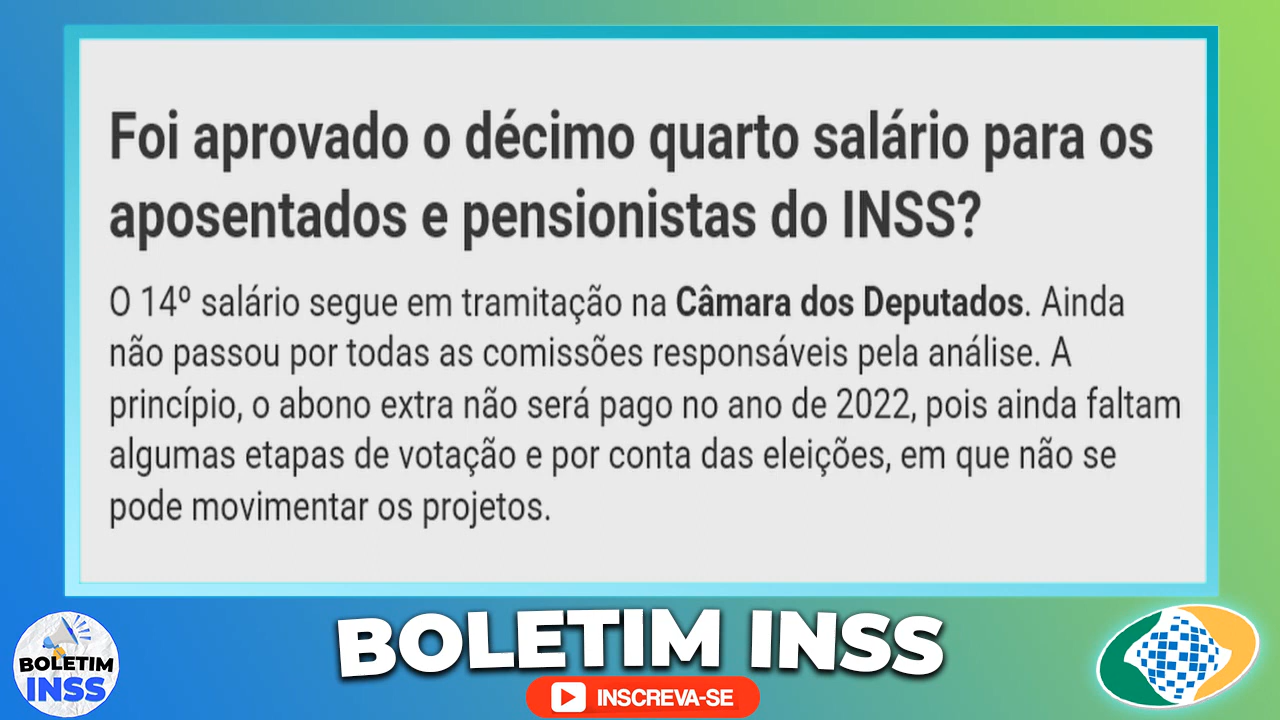 Foi aprovado o décimo quarto salário para os
aposentados e pensionistas do INSS?
O 14º salário segue em tramitação na Câmara dos Deputados. Ainda
não passou por todas as comissões responsáveis pela análise. A
princípio, o abono extra não será pago no ano de 2022, pois ainda faltam
algumas etapas de votação e por conta das eleições, em que não se
pode movimentar os projetos.
BOLETIM INSS
INSCREVA-SE
BOLETIM
INSS